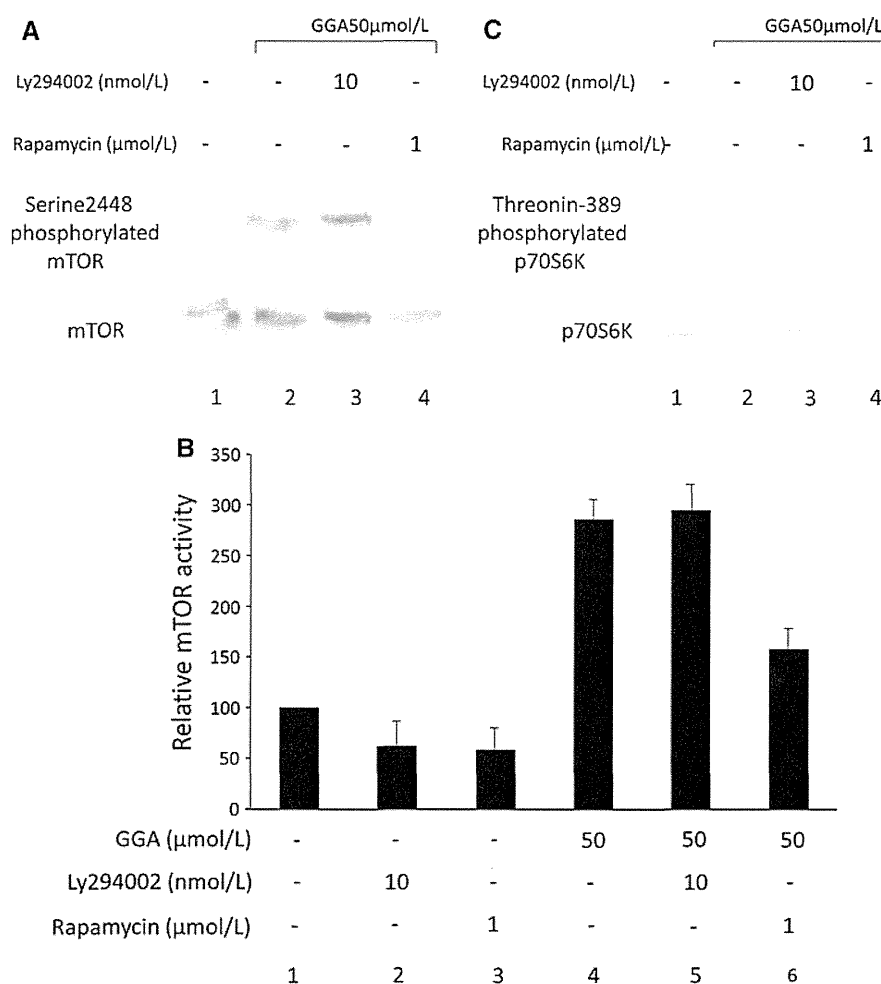 A
GGA50μmol/L
Ly294002 (nmol/L) - - 10 -
Rapamycin (μmol/L) - - - 1
Serine2448
phosphorylated
mTOR
mTOR
1 2 3 4
C
GGA50μmol/L
Ly294002 (nmol/L) - - 10 -
Rapamycin (μmol/L) - - - 1
Threonin-389
phosphorylated
p70S6K
p70S6K
1 2 3 4
B
Relative mTOR activity
350
300
250
200
150
100
50
0
GGA (μmol/L) - - - 50 50 50
Ly294002 (nmol/L) - 10 - - 10 -
Rapamycin (μmol/L) - - 1 - - 1
1 2 3 4 5 6